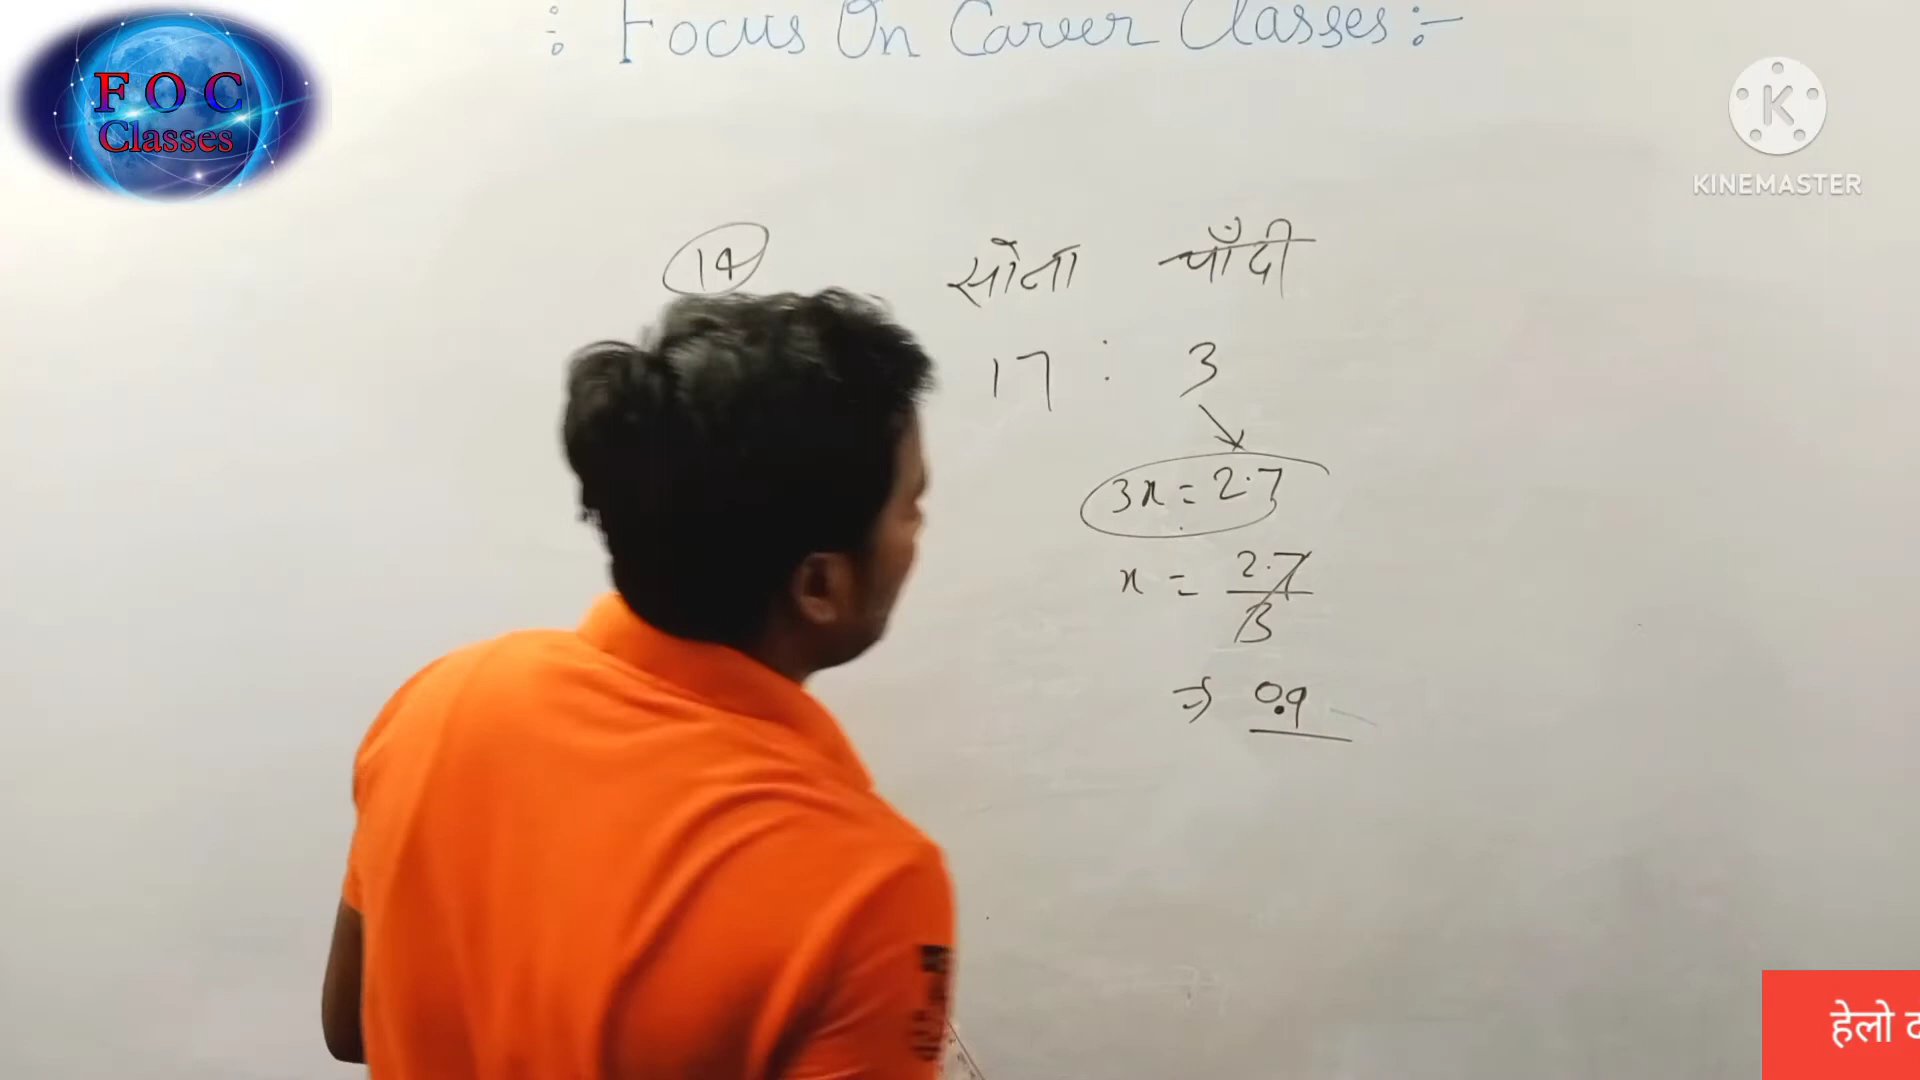 :- Focus On Career Classes :-
F O C
Classes
KINEMASTER
14
सोना चाँदी
17 : 3
3x = 2.7
x = 2.7 / 3
⇒ 0.9
हेलो